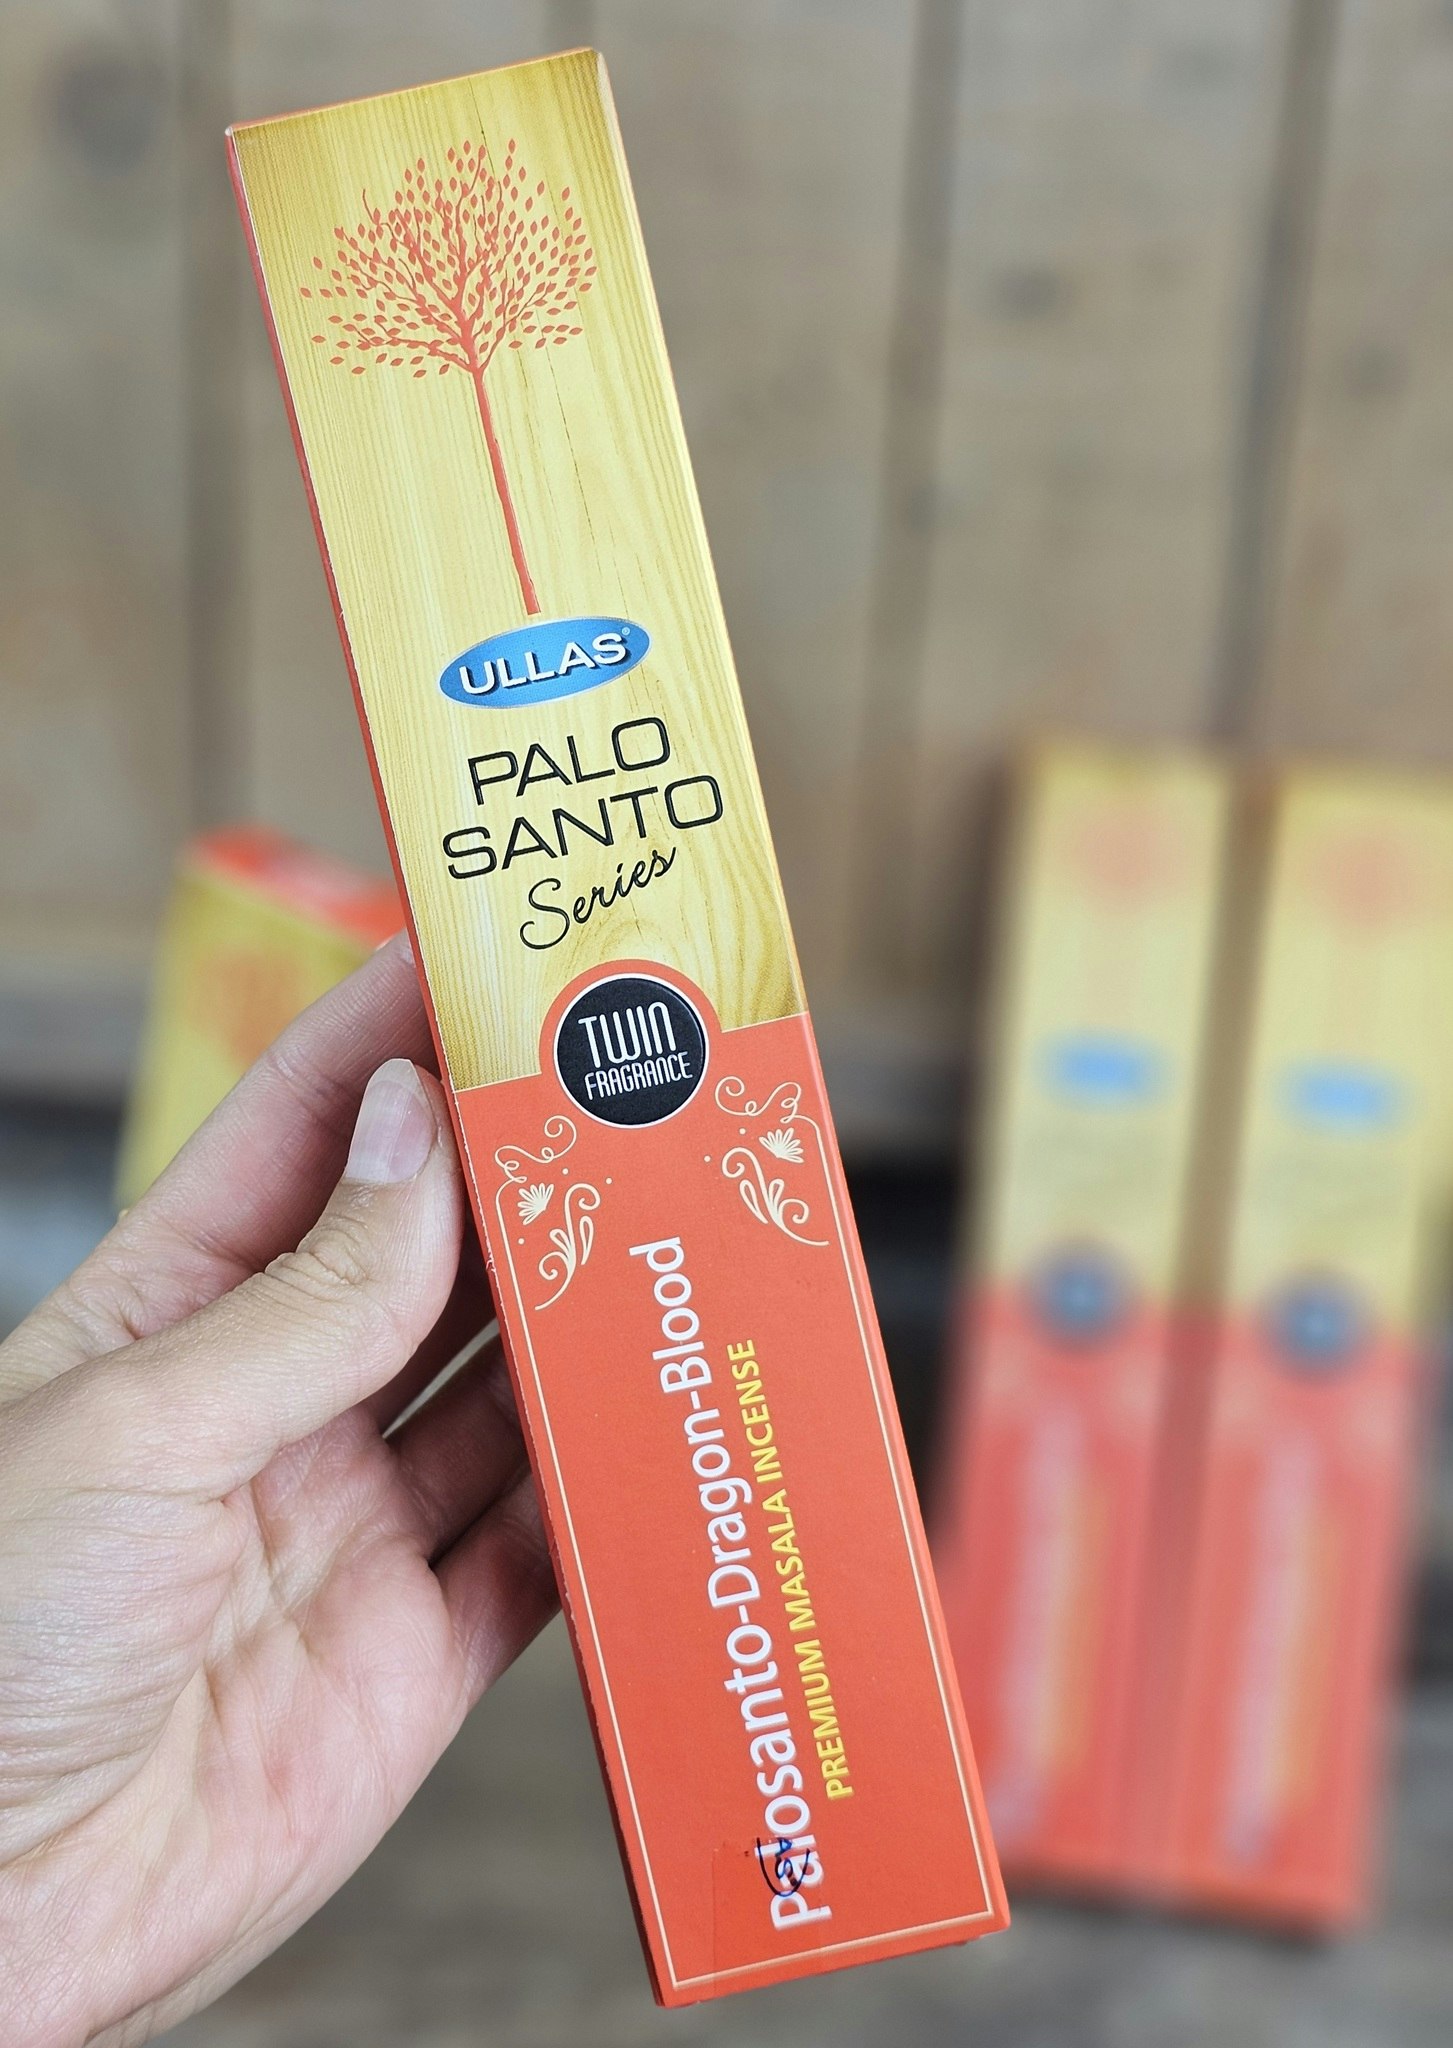 ULLAS®
PALO
SANTO
Series
TWIN
FRAGRANCE
Palosanto-Dragon-Blood
PREMIUM MASALA INCENSE